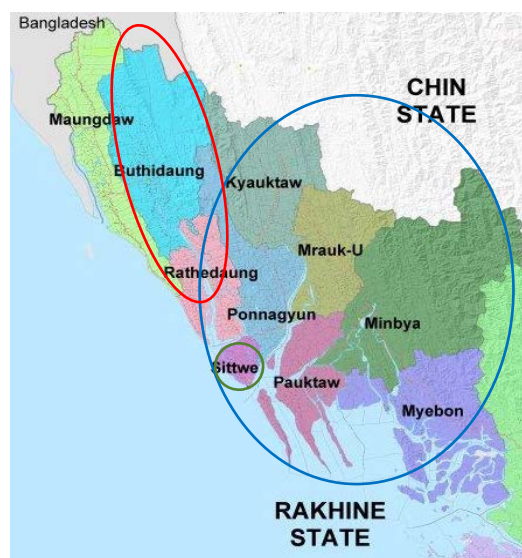 Bangladesh
CHIN
STATE
Maungdaw
Buthidaung
Kyauktaw
Mrauk-U
Rathedaung
Ponnagyun
Minbya
Sittwe
Pauktaw
Myebon
RAKHINE
STATE